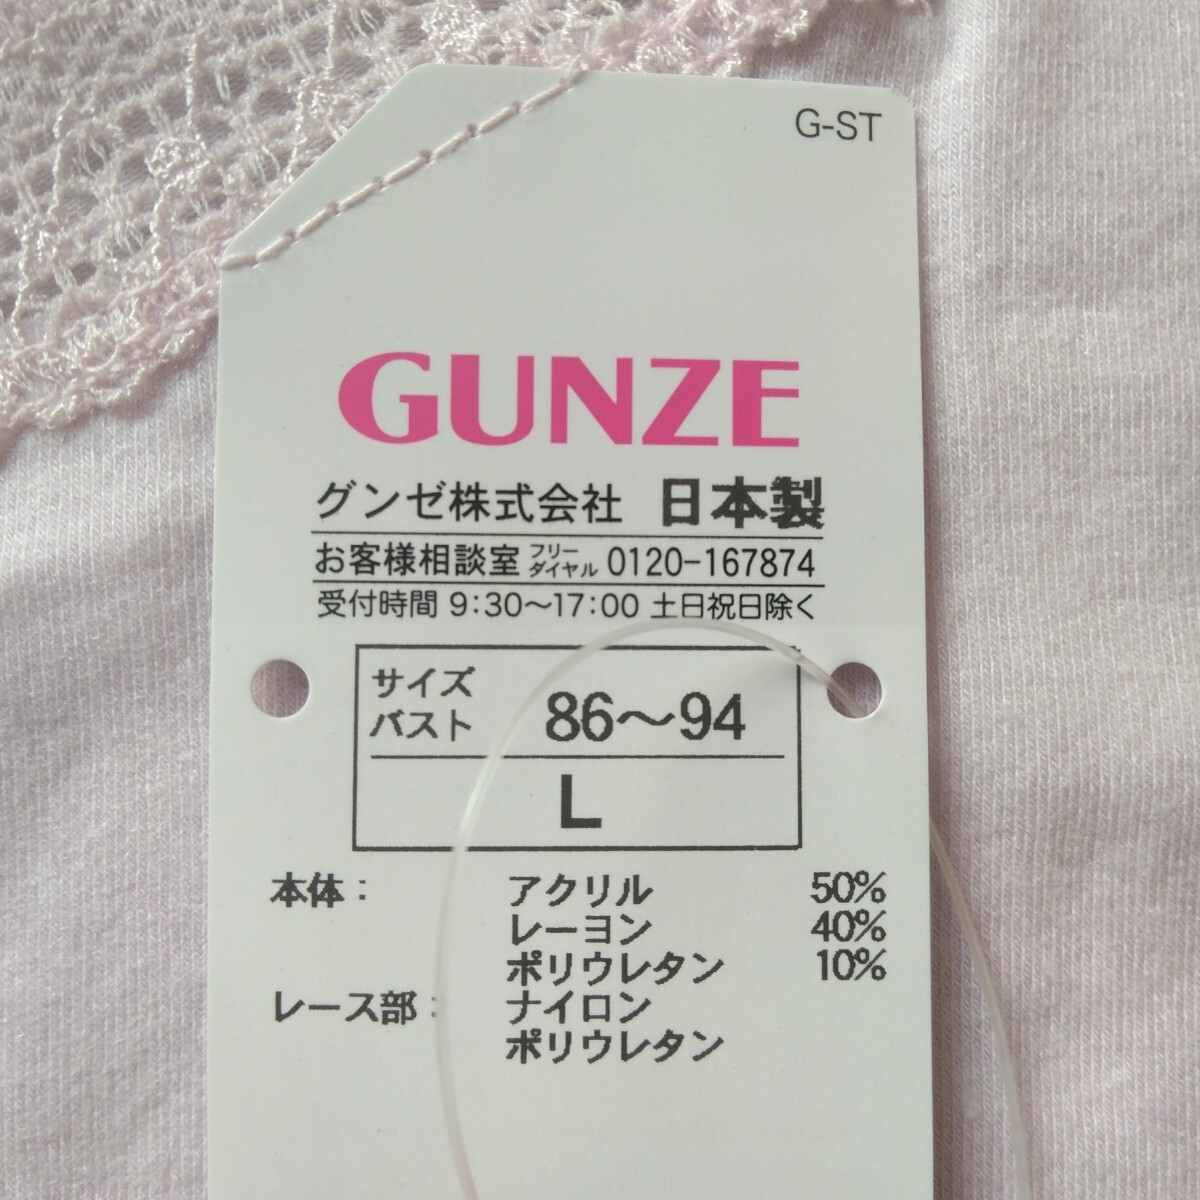 G-ST
GUNZE
グンゼ株式会社 日本製
お客様相談室 フリーダイヤル 0120-167874
受付時間 9:30～17:00 土日祝日除く
サイズ
バスト 86～94
L
本体： アクリル 50%
レーヨン 40%
ポリウレタン 10%
レース部： ナイロン
ポリウレタン